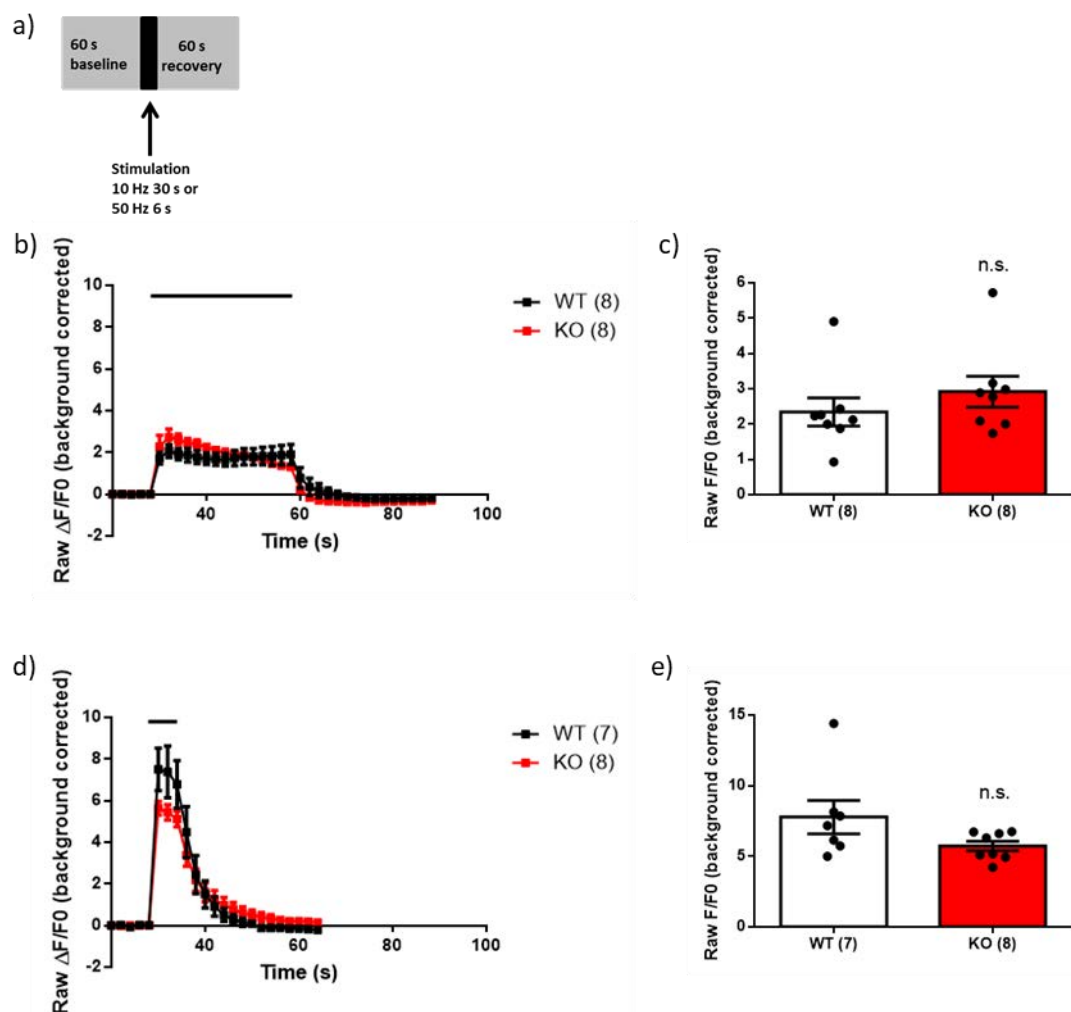 a)
60 s
baseline
60 s
recovery
Stimulation
10 Hz 30 s or
50 Hz 6 s
b)
Raw ΔF/F0 (background corrected)
10
8
6
4
2
0
-2
40
60
80
100
Time (s)
WT (8)
KO (8)
c)
Raw F/F0 (background corrected)
6
5
4
3
2
1
0
n.s.
WT (8)
KO (8)
d)
Raw ΔF/F0 (background corrected)
10
8
6
4
2
0
-2
40
60
80
100
Time (s)
WT (7)
KO (8)
e)
Raw F/F0 (background corrected)
15
10
5
0
n.s.
WT (7)
KO (8)